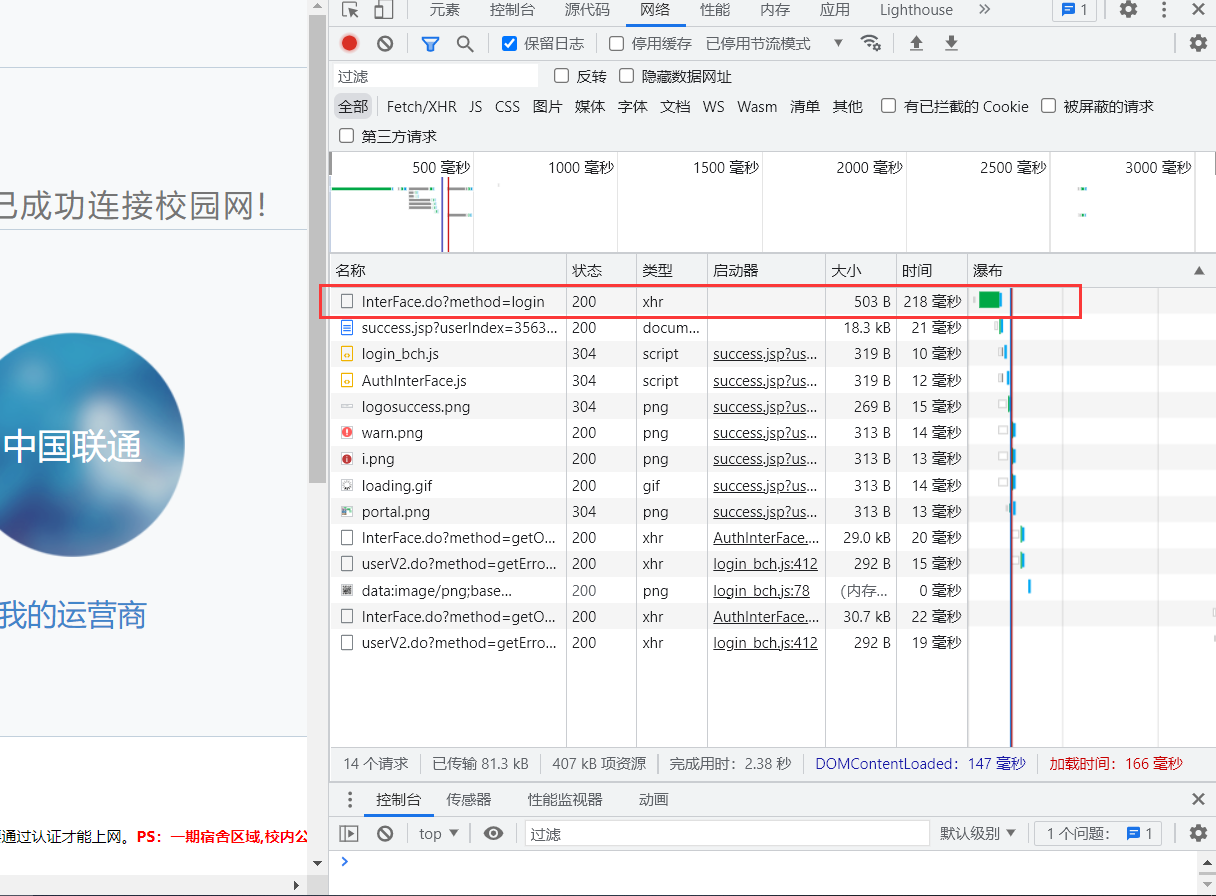 已成功连接校园网！
中国联通
我的运营商
通过认证才能上网。PS：一期宿舍区域,校内公
元素 控制台 源代码 网络 性能 内存 应用 Lighthouse 1
保留日志 停用缓存 已停用节流模式
过滤 反转 隐藏数据网址
全部 Fetch/XHR JS CSS 图片 媒体 字体 文档 WS Wasm 清单 其他 有已拦截的 Cookie 被屏蔽的请求
第三方请求
500 毫秒 1000 毫秒 1500 毫秒 2000 毫秒 2500 毫秒 3000 毫秒
名称 状态 类型 启动器 大小 时间 瀑布
InterFace.do?method=login 200 xhr 503 B 218 毫秒
success.jsp?userIndex=3563... 200 docum... 18.3 kB 21 毫秒
login_bch.js 304 script success.jsp?us... 319 B 10 毫秒
AuthInterFace.js 304 script success.jsp?us... 319 B 12 毫秒
logosuccess.png 304 png success.jsp?us... 269 B 15 毫秒
warn.png 200 png success.jsp?us... 313 B 14 毫秒
i.png 200 png success.jsp?us... 313 B 13 毫秒
loading.gif 200 gif success.jsp?us... 313 B 14 毫秒
portal.png 304 png success.jsp?us... 313 B 13 毫秒
InterFace.do?method=getO... 200 xhr AuthInterFace.... 29.0 kB 20 毫秒
userV2.do?method=getErro... 200 xhr login_bch.js:412 292 B 15 毫秒
data:image/png;base... 200 png login_bch.js:78 (内存... 0 毫秒
InterFace.do?method=getO... 200 xhr AuthInterFace.... 30.7 kB 22 毫秒
userV2.do?method=getErro... 200 xhr login_bch.js:412 292 B 19 毫秒
14 个请求 已传输 81.3 kB 407 kB 项资源 完成用时：2.38 秒 DOMContentLoaded：147 毫秒 加载时间：166 毫秒
控制台 传感器 性能监视器 动画
top 过滤 默认级别 1 个问题： 1